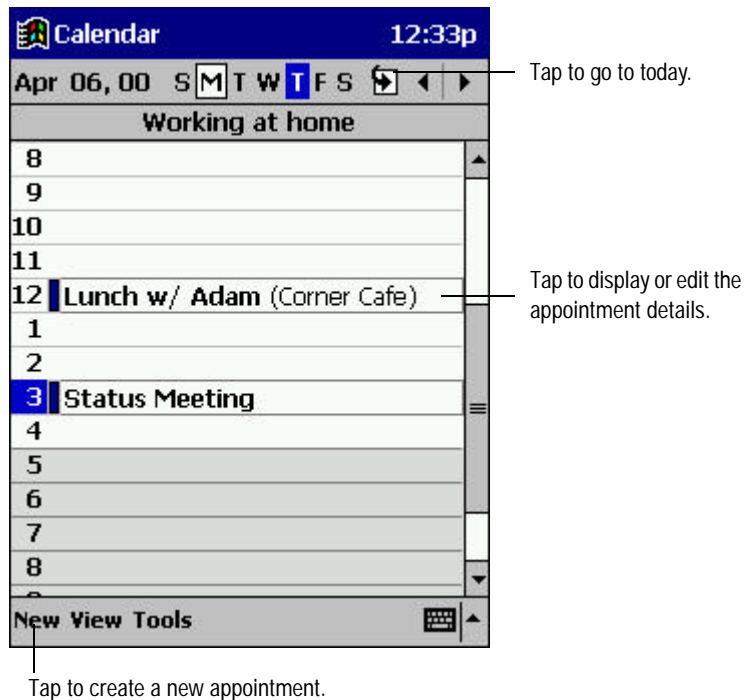 Calendar 12:33p
Apr 06, 00 S M T W T F S
Tap to go to today.
Working at home
8
9
10
11
12 Lunch w/ Adam (Corner Cafe)
Tap to display or edit the
appointment details.
1
2
3 Status Meeting
4
5
6
7
8
New View Tools
Tap to create a new appointment.